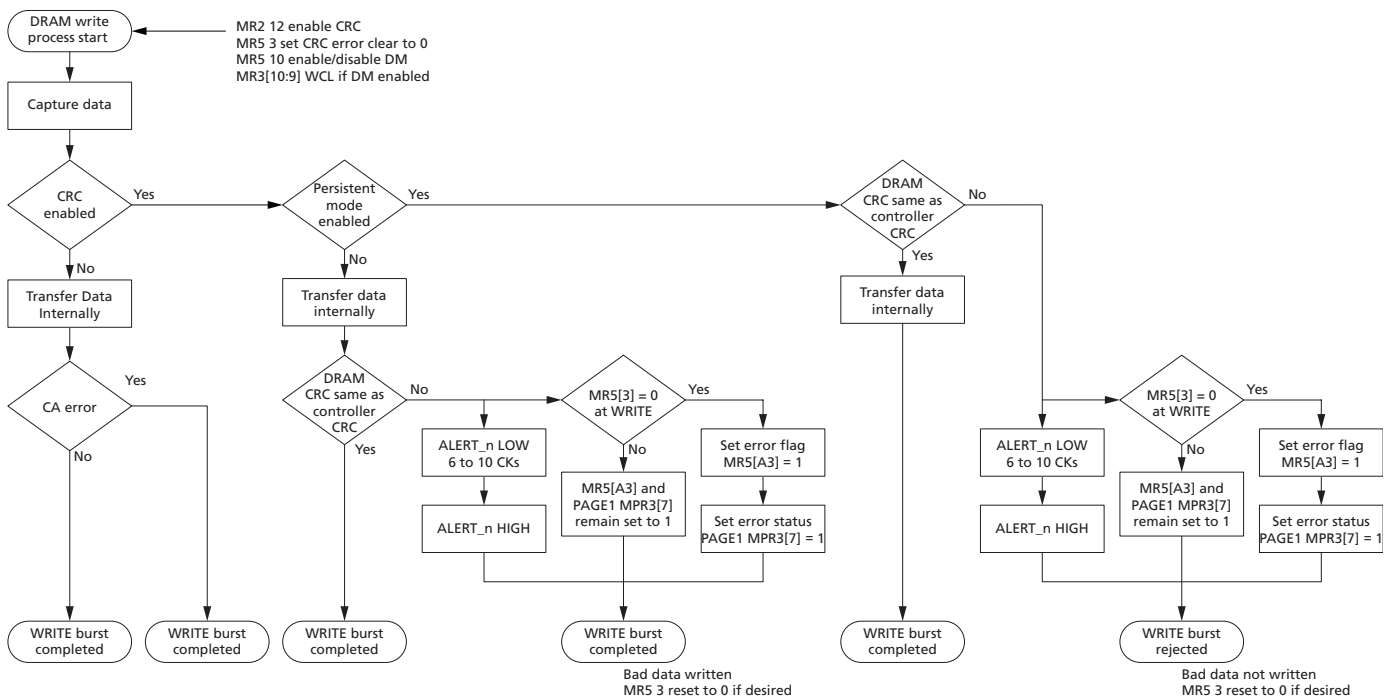 DRAM write
process start
MR2 12 enable CRC
MR5 3 set CRC error clear to 0
MR5 10 enable/disable DM
MR3[10:9] WCL if DM enabled
Capture data
CRC
enabled
Yes
No
Persistent
mode
enabled
Yes
No
DRAM
CRC same as
controller
CRC
No
Yes
Transfer Data
Internally
Transfer data
internally
Transfer data
internally
CA error
Yes
No
DRAM
CRC same as
controller
CRC
No
Yes
ALERT_n LOW
6 to 10 CKs
ALERT_n HIGH
MR5[3] = 0
at WRITE
Yes
No
MR5[A3] and
PAGE1 MPR3[7]
remain set to 1
Set error flag
MR5[A3] = 1
Set error status
PAGE1 MPR3[7] = 1
ALERT_n LOW
6 to 10 CKs
ALERT_n HIGH
MR5[3] = 0
at WRITE
Yes
No
MR5[A3] and
PAGE1 MPR3[7]
remain set to 1
Set error flag
MR5[A3] = 1
Set error status
PAGE1 MPR3[7] = 1
WRITE burst
completed
WRITE burst
completed
WRITE burst
completed
WRITE burst
completed
Bad data written
MR5 3 reset to 0 if desired
WRITE burst
completed
WRITE burst
rejected
Bad data not written
MR5 3 reset to 0 if desired